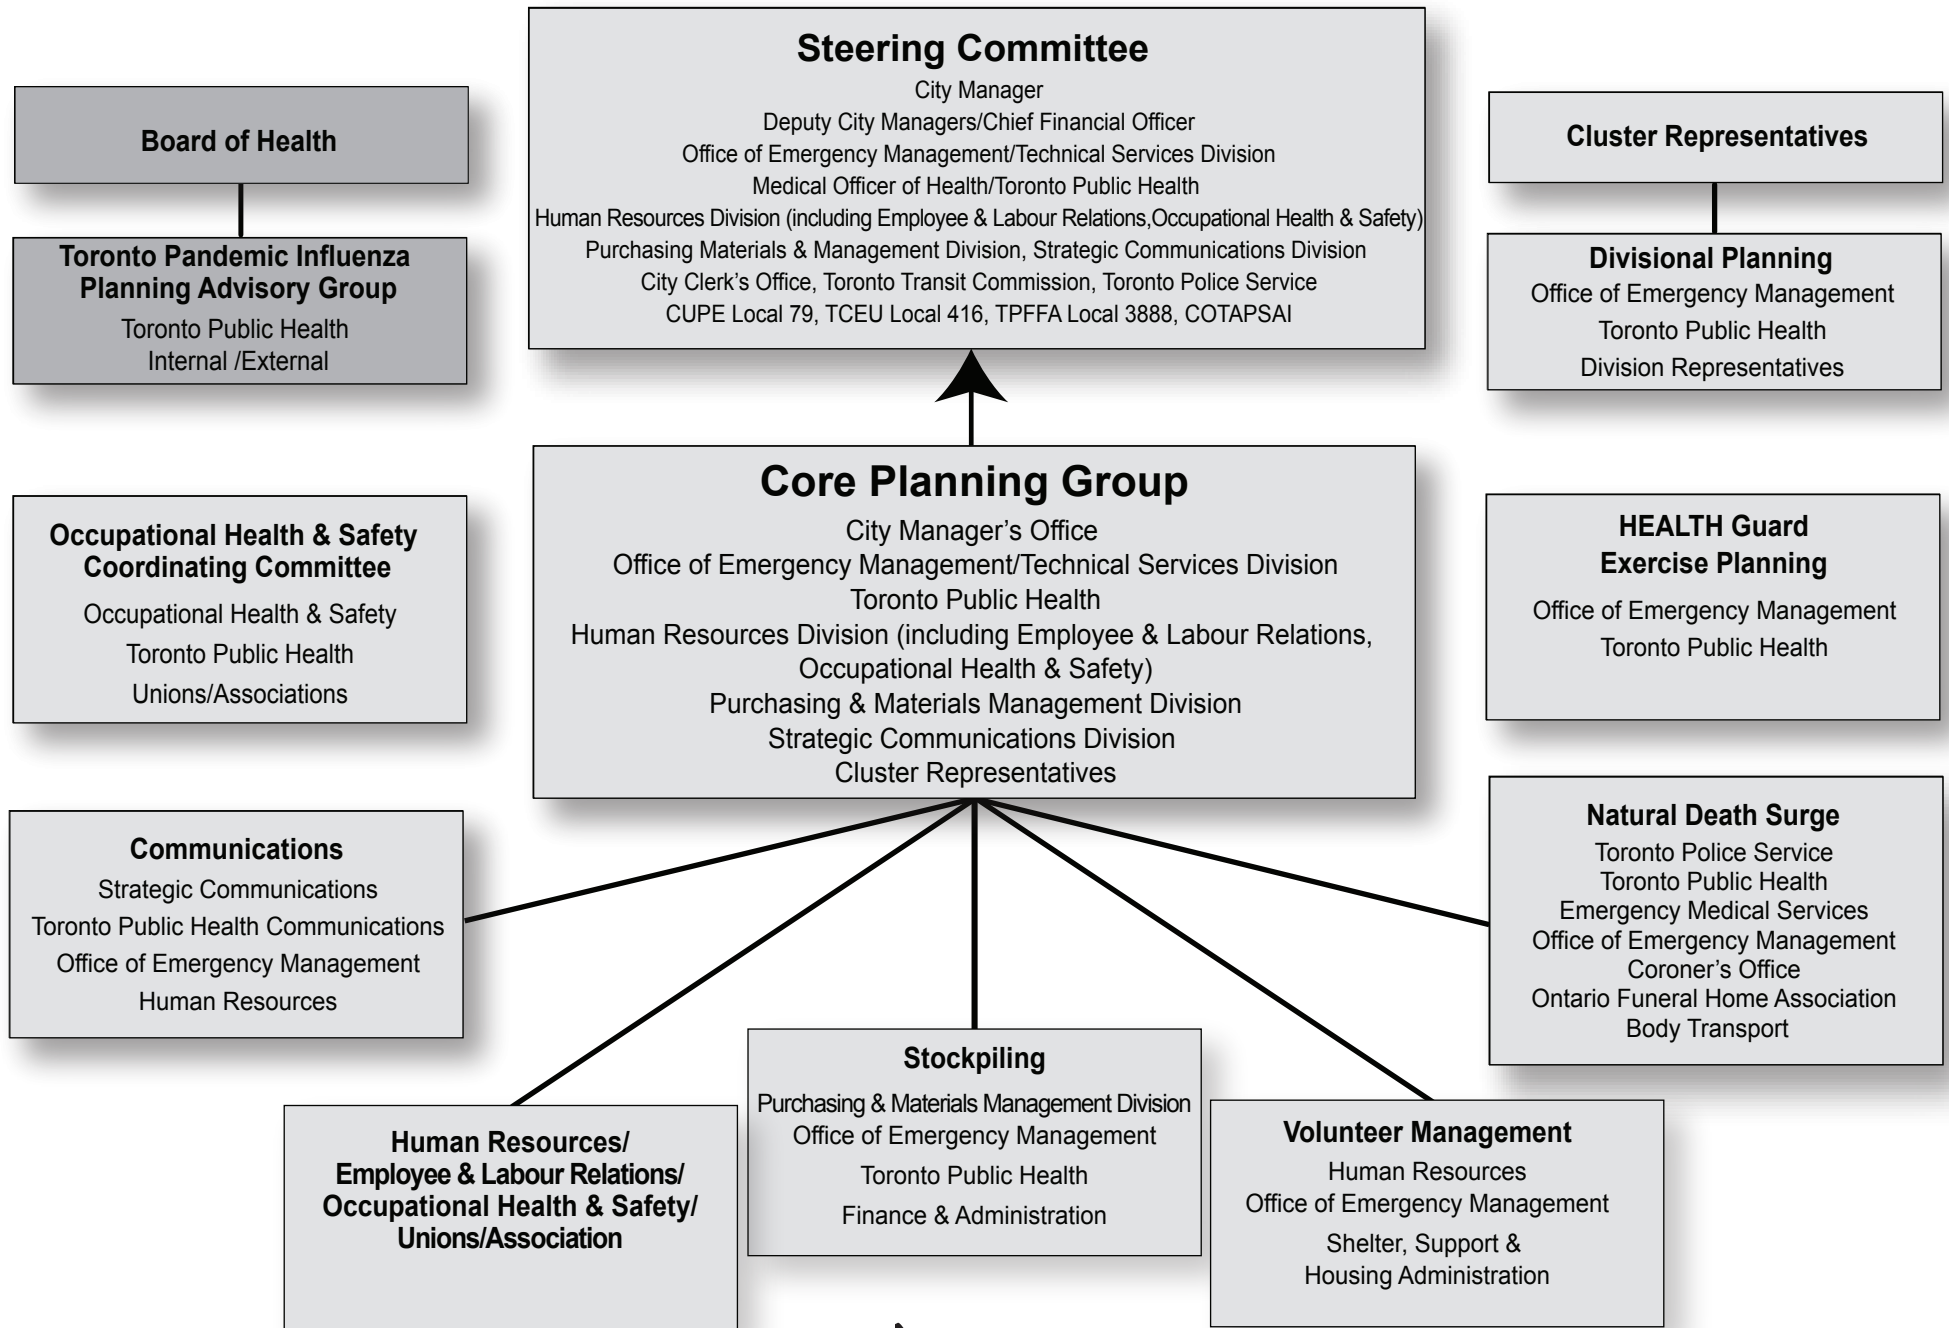 Steering Committee
City Manager
Deputy City Managers/Chief Financial Officer
Office of Emergency Management/Technical Services Division
Medical Officer of Health/Toronto Public Health
Human Resources Division (including Employee & Labour Relations,Occupational Health & Safety)
Purchasing Materials & Management Division, Strategic Communications Division
City Clerk's Office, Toronto Transit Commission, Toronto Police Service
CUPE Local 79, TCEU Local 416, TPFFA Local 3888, COTAPSAI
Board of Health
Toronto Pandemic Influenza
Planning Advisory Group
Toronto Public Health
Internal /External
Cluster Representatives
Divisional Planning
Office of Emergency Management
Toronto Public Health
Division Representatives
Core Planning Group
City Manager's Office
Office of Emergency Management/Technical Services Division
Toronto Public Health
Human Resources Division (including Employee & Labour Relations,
Occupational Health & Safety)
Purchasing & Materials Management Division
Strategic Communications Division
Cluster Representatives
Occupational Health & Safety
Coordinating Committee
Occupational Health & Safety
Toronto Public Health
Unions/Associations
HEALTH Guard
Exercise Planning
Office of Emergency Management
Toronto Public Health
Communications
Strategic Communications
Toronto Public Health Communications
Office of Emergency Management
Human Resources
Natural Death Surge
Toronto Police Service
Toronto Public Health
Emergency Medical Services
Office of Emergency Management
Coroner's Office
Ontario Funeral Home Association
Body Transport
Human Resources/
Employee & Labour Relations/
Occupational Health & Safety/
Unions/Association
Stockpiling
Purchasing & Materials Management Division
Office of Emergency Management
Toronto Public Health
Finance & Administration
Volunteer Management
Human Resources
Office of Emergency Management
Shelter, Support &
Housing Administration